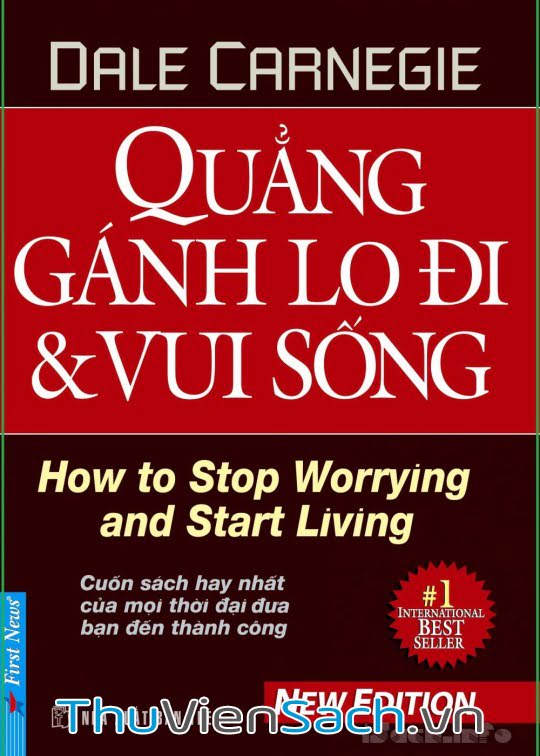 DALE CARNEGIE
QUẲNG
GÁNH LO ĐI
& VUI SỐNG
How to Stop Worrying
and Start Living
Cuốn sách hay nhất
của mọi thời đại đưa
bạn đến thành công
#1
INTERNATIONAL
BEST
SELLER
First News
NEW EDITION
ThuVienSach.vn